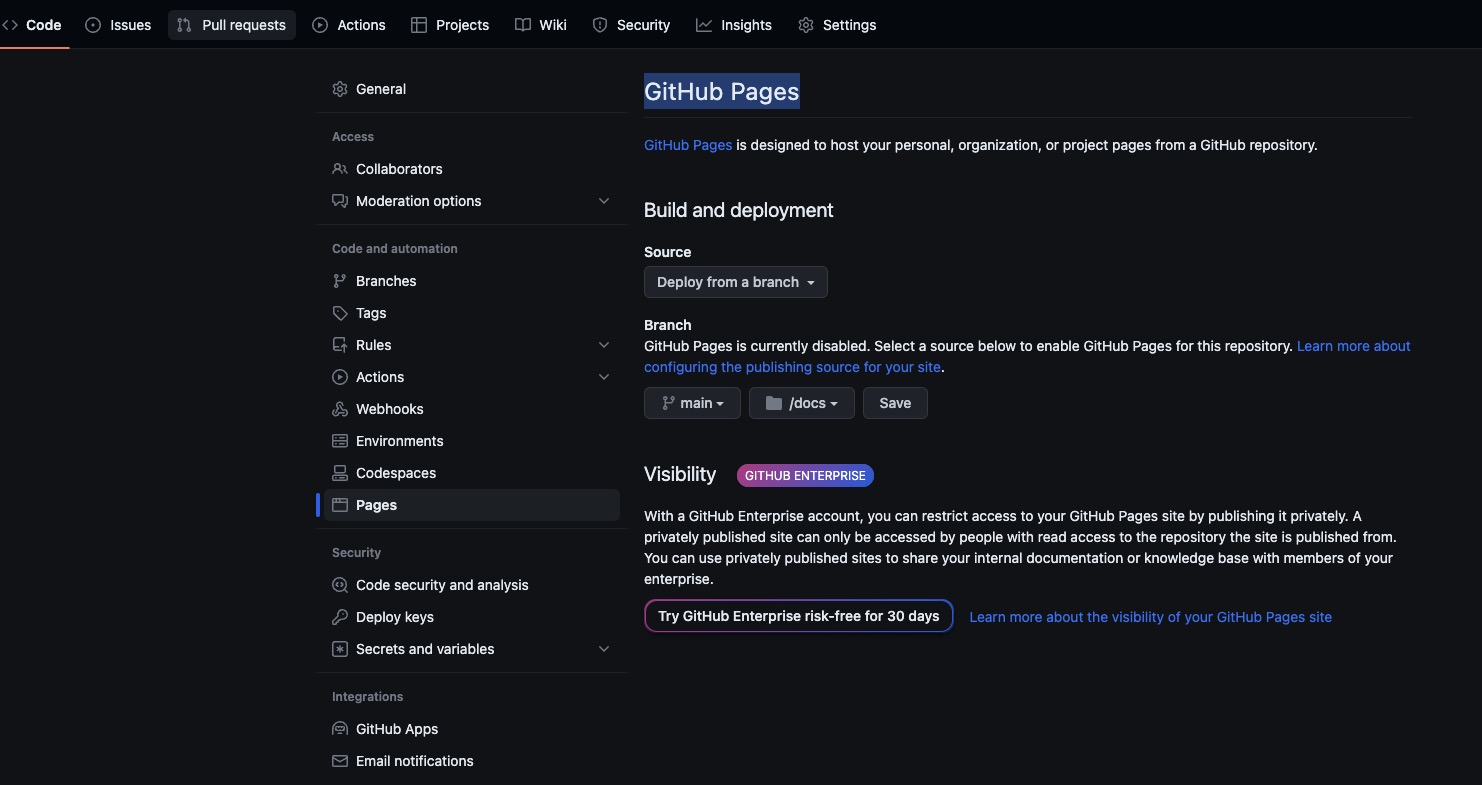 Code
Issues
Pull requests
Actions
Projects
Wiki
Security
Insights
Settings
General
Access
Collaborators
Moderation options
Code and automation
Branches
Tags
Rules
Actions
Webhooks
Environments
Codespaces
Pages
Security
Code security and analysis
Deploy keys
Secrets and variables
Integrations
GitHub Apps
Email notifications
GitHub Pages
GitHub Pages is designed to host your personal, organization, or project pages from a GitHub repository.
Build and deployment
Source
Deploy from a branch
Branch
GitHub Pages is currently disabled. Select a source below to enable GitHub Pages for this repository. Learn more about
configuring the publishing source for your site.
main
/docs
Save
Visibility
GITHUB ENTERPRISE
With a GitHub Enterprise account, you can restrict access to your GitHub Pages site by publishing it privately. A
privately published site can only be accessed by people with read access to the repository the site is published from.
You can use privately published sites to share your internal documentation or knowledge base with members of your
enterprise.
Try GitHub Enterprise risk-free for 30 days
Learn more about the visibility of your GitHub Pages site